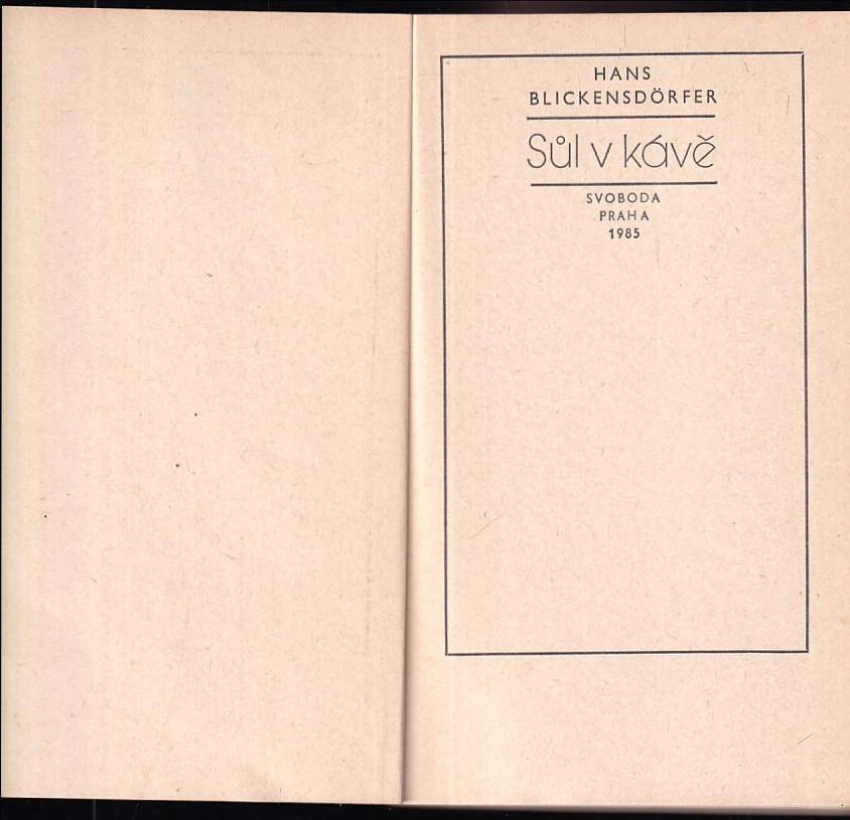 HANS
BLICKENSDÖRFER
Sůl v kávě
SVOBODA
PRAHA
1985